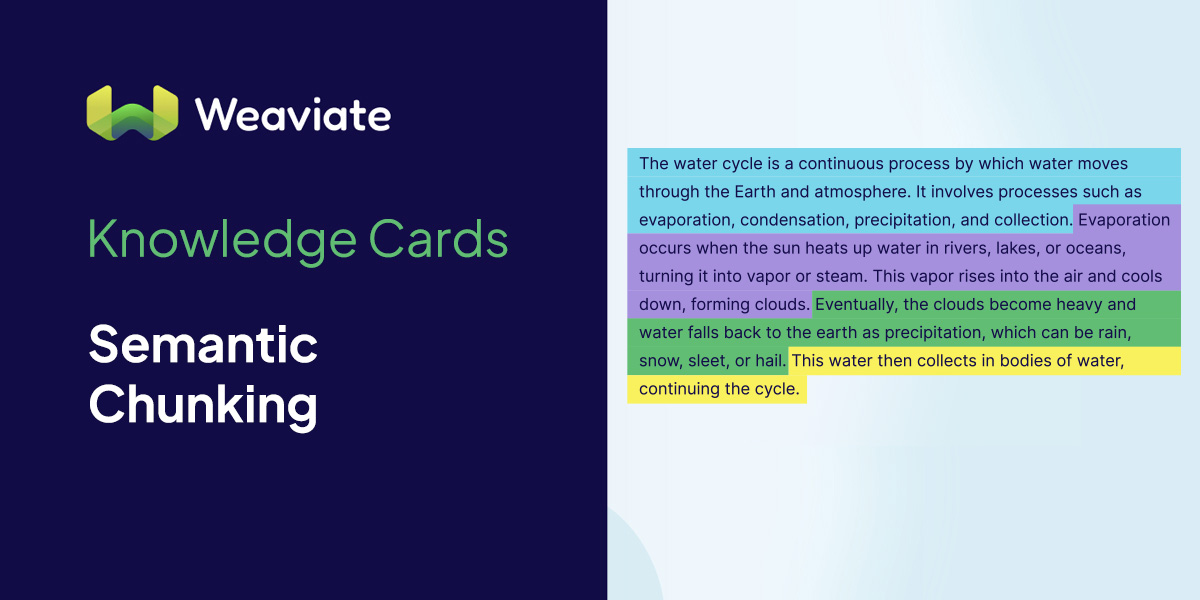 Weaviate
Knowledge Cards
Semantic
Chunking
The water cycle is a continuous process by which water moves
through the Earth and atmosphere. It involves processes such as
evaporation, condensation, precipitation, and collection. Evaporation
occurs when the sun heats up water in rivers, lakes, or oceans,
turning it into vapor or steam. This vapor rises into the air and cools
down, forming clouds. Eventually, the clouds become heavy and
water falls back to the earth as precipitation, which can be rain,
snow, sleet, or hail. This water then collects in bodies of water,
continuing the cycle.